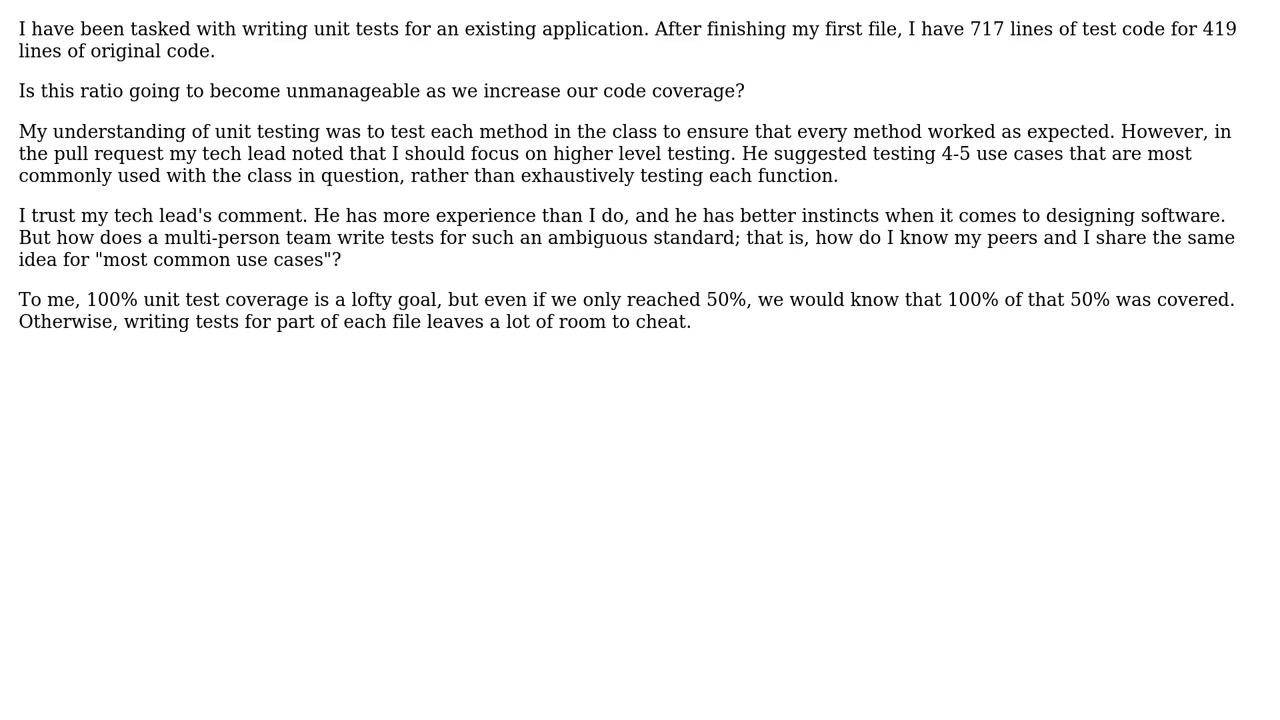 I have been tasked with writing unit tests for an existing application. After finishing my first file, I have 717 lines of test code for 419
lines of original code.
Is this ratio going to become unmanageable as we increase our code coverage?
My understanding of unit testing was to test each method in the class to ensure that every method worked as expected. However, in
the pull request my tech lead noted that I should focus on higher level testing. He suggested testing 4-5 use cases that are most
commonly used with the class in question, rather than exhaustively testing each function.
I trust my tech lead's comment. He has more experience than I do, and he has better instincts when it comes to designing software.
But how does a multi-person team write tests for such an ambiguous standard; that is, how do I know my peers and I share the same
idea for "most common use cases"?
To me, 100% unit test coverage is a lofty goal, but even if we only reached 50%, we would know that 100% of that 50% was covered.
Otherwise, writing tests for part of each file leaves a lot of room to cheat.